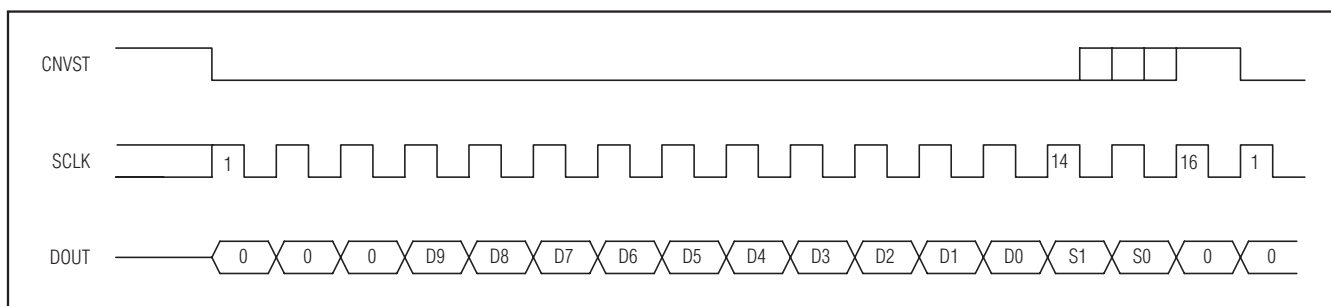 CNVST
SCLK 1 14 16 1
DOUT 0 0 0 D9 D8 D7 D6 D5 D4 D3 D2 D1 D0 S1 S0 0 0